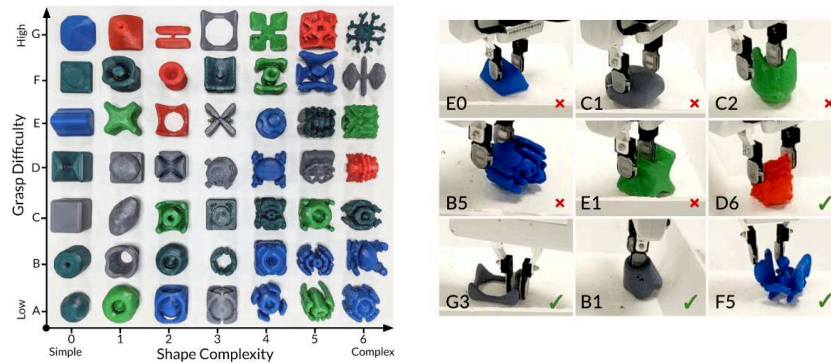 Grasp Difficulty
High
Low
G
F
E
D
C
B
A
0 1 2 3 4 5 6
Simple Complex
Shape Complexity
E0 × C1 × C2 ×
B5 × E1 × D6 ✓
G3 ✓ B1 ✓ F5 ✓